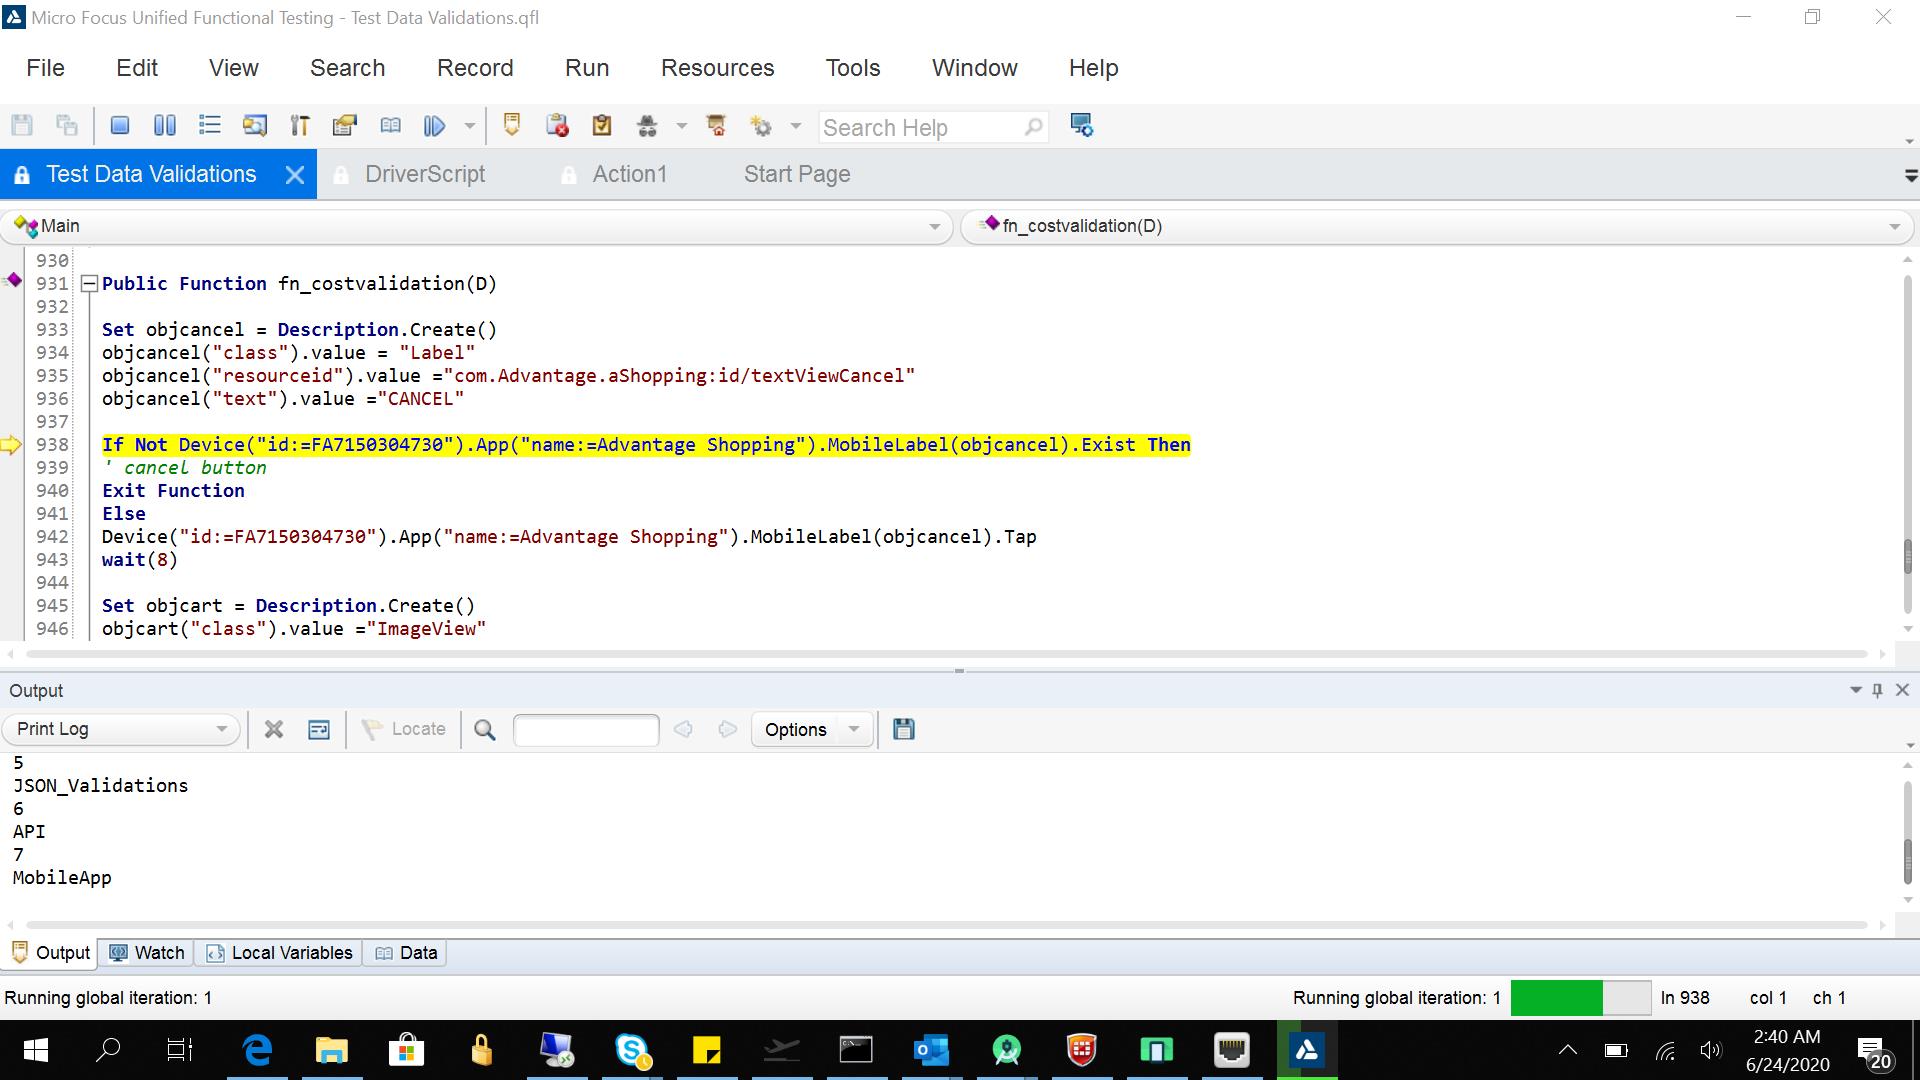 Micro Focus Unified Functional Testing - Test Data Validations.qfl
File Edit View Search Record Run Resources Tools Window Help
Search Help
Test Data Validations DriverScript Action1 Start Page
Main fn_costvalidation(D)
930
931 Public Function fn_costvalidation(D)
932
933 Set objcancel = Description.Create()
934 objcancel("class").value = "Label"
935 objcancel("resourceid").value ="com.Advantage.aShopping:id/textViewCancel"
936 objcancel("text").value ="CANCEL"
937
938 If Not Device("id:=FA7150304730").App("name:=Advantage Shopping").MobileLabel(objcancel).Exist Then
939 ' cancel button
940 Exit Function
941 Else
942 Device("id:=FA7150304730").App("name:=Advantage Shopping").MobileLabel(objcancel).Tap
943 wait(8)
944
945 Set objcart = Description.Create()
946 objcart("class").value ="ImageView"
Output
Print Log Locate Options
5
JSON_Validations
6
API
7
MobileApp
Output Watch Local Variables Data
Running global iteration: 1 Running global iteration: 1 ln 938 col 1 ch 1
2:40 AM
6/24/2020
20